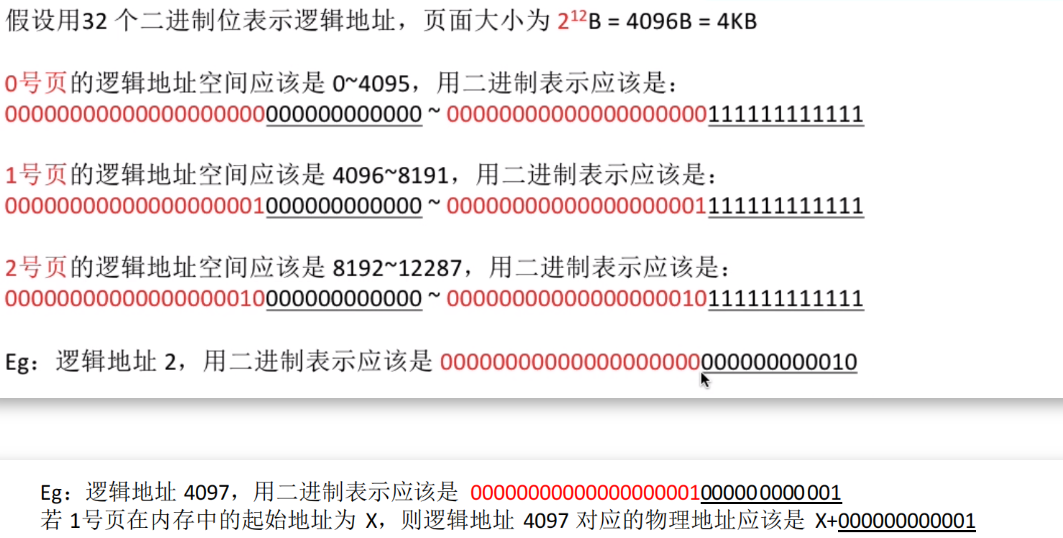 假设用32 个二进制位表示逻辑地址，页面大小为 2¹²B = 4096B = 4KB
0号页的逻辑地址空间应该是 0~4095，用二进制表示应该是：
00000000000000000000000000000000 ~ 00000000000000000000111111111111
1号页的逻辑地址空间应该是 4096~8191，用二进制表示应该是：
00000000000000000001000000000000 ~ 00000000000000000001111111111111
2号页的逻辑地址空间应该是 8192~12287，用二进制表示应该是：
00000000000000000010000000000000 ~ 00000000000000000010111111111111
Eg：逻辑地址 2，用二进制表示应该是 00000000000000000000000000000010
Eg：逻辑地址 4097，用二进制表示应该是 00000000000000000001000000000001
若 1号页在内存中的起始地址为 X，则逻辑地址 4097 对应的物理地址应该是 X+000000000001